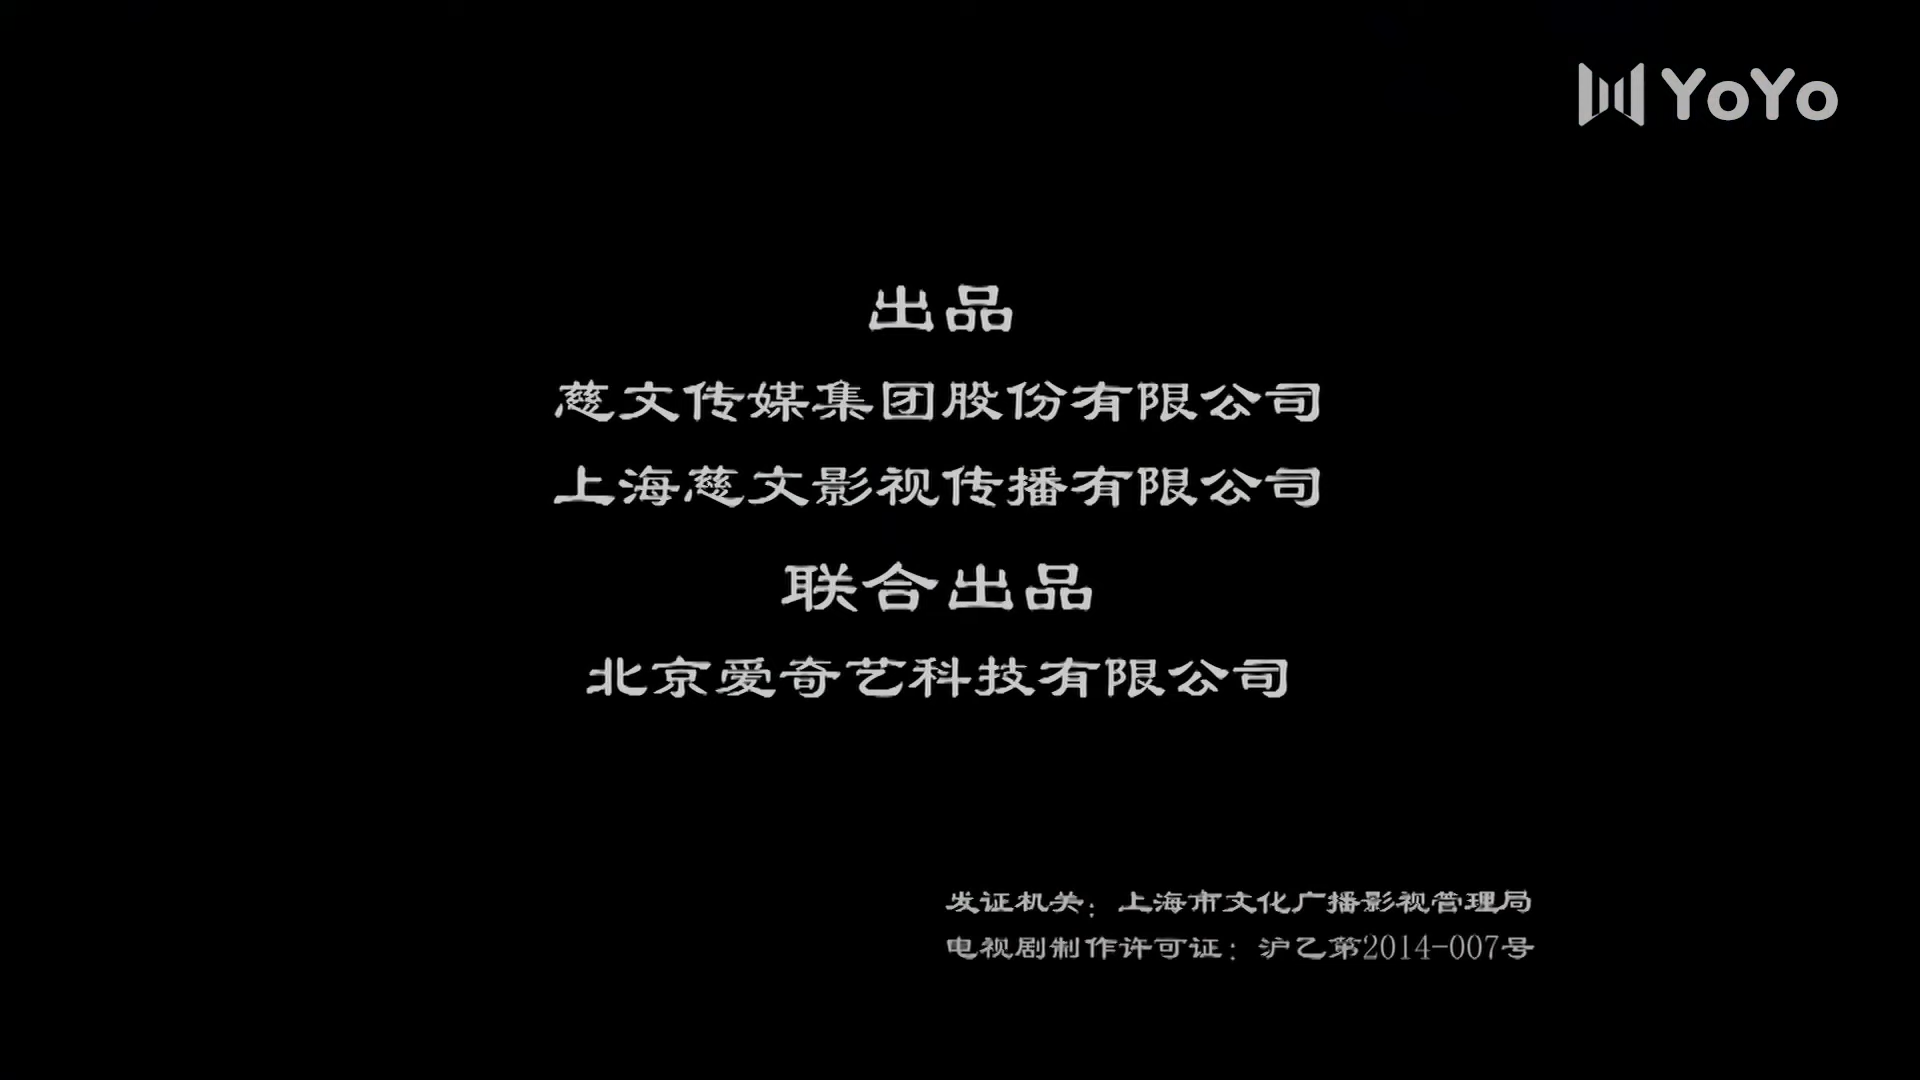 YoYo
出品
慈文传媒集团股份有限公司
上海慈文影视传播有限公司
联合出品
北京爱奇艺科技有限公司
发证机关：上海市文化广播影视管理局
电视剧制作许可证：沪乙第2014-007号